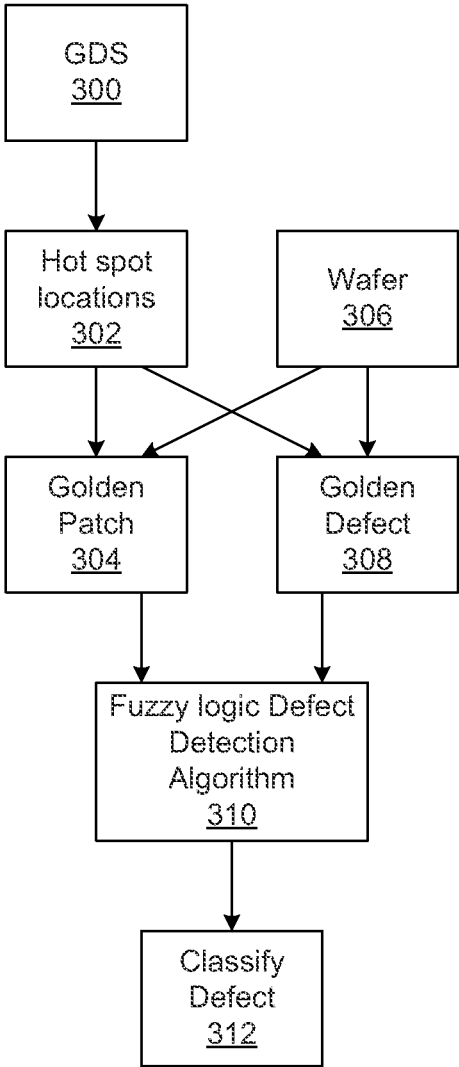 GDS
300
Hot spot
locations
302
Wafer
306
Golden
Patch
304
Golden
Defect
308
Fuzzy logic Defect
Detection
Algorithm
310
Classify
Defect
312